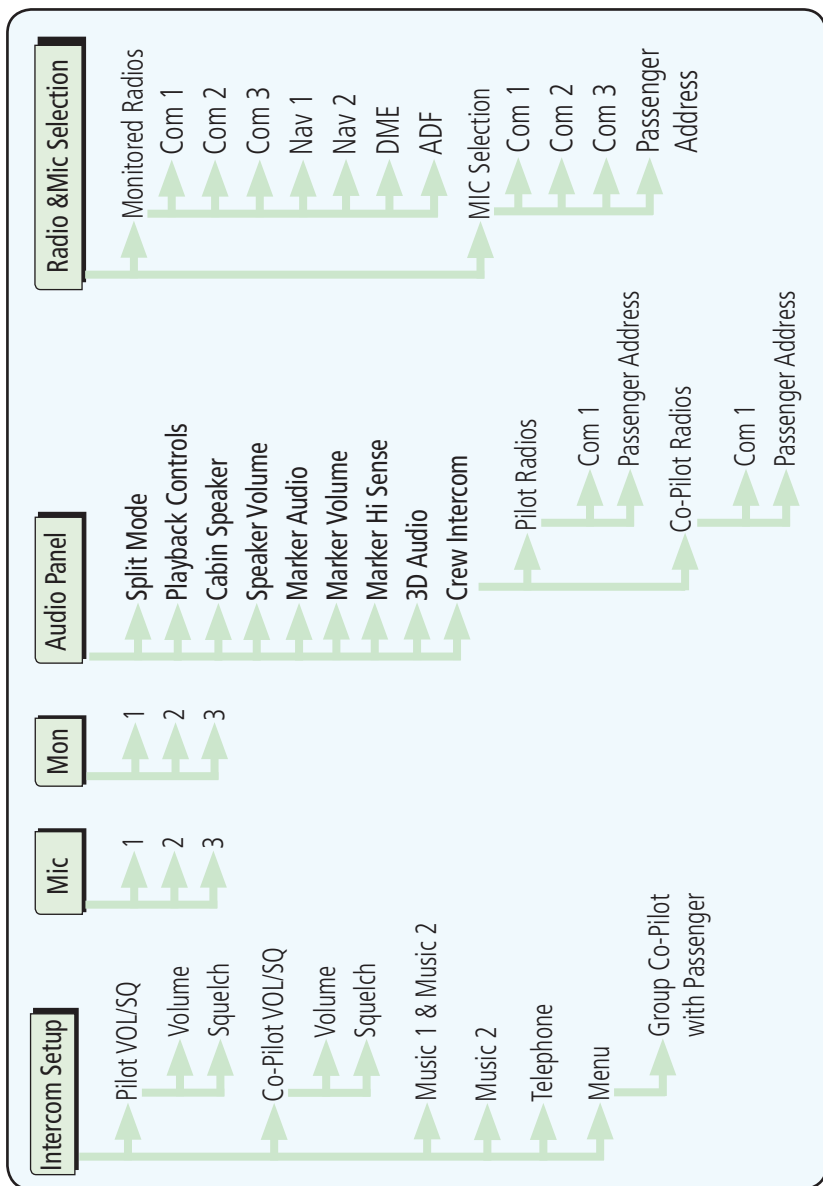 Intercom Setup
Pilot VOL/SQ
Volume
Squelch
Co-Pilot VOL/SQ
Volume
Squelch
Music 1 & Music 2
Music 2
Telephone
Menu
Group Co-Pilot
with Passenger
Mic
1
2
3
Mon
1
2
3
Audio Panel
Split Mode
Playback Controls
Cabin Speaker
Speaker Volume
Marker Audio
Marker Volume
Marker Hi Sense
3D Audio
Crew Intercom
Pilot Radios
Com 1
Passenger Address
Co-Pilot Radios
Com 1
Passenger Address
Radio &Mic Selection
Monitored Radios
Com 1
Com 2
Com 3
Nav 1
Nav 2
DME
ADF
MIC Selection
Com 1
Com 2
Com 3
Passenger
Address